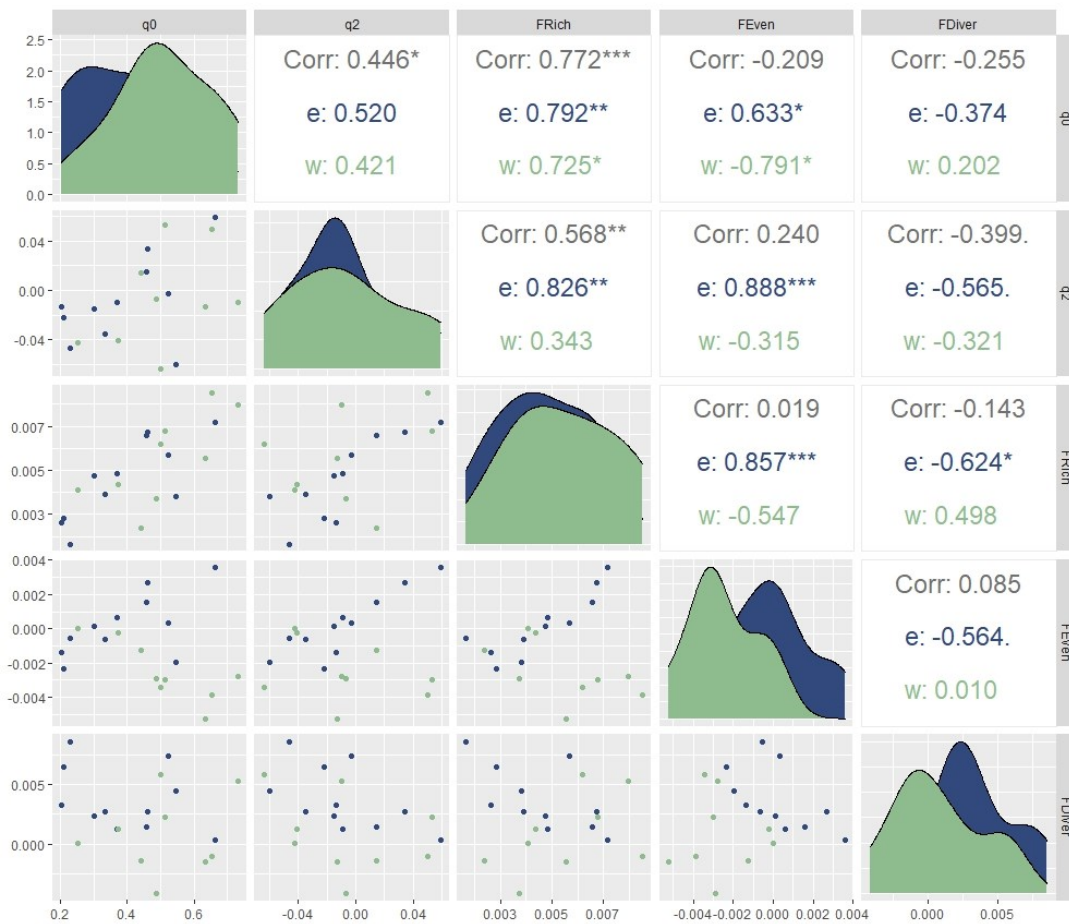 q0 q2 FRich FEven FDiver
2.5
2.0
1.5
1.0
0.5
0.0
Corr: 0.446* Corr: 0.772*** Corr: -0.209 Corr: -0.255
e: 0.520 e: 0.792** e: 0.633* e: -0.374
w: 0.421 w: 0.725* w: -0.791* w: 0.202
q0
0.04
0.00
-0.04
Corr: 0.568** Corr: 0.240 Corr: -0.399.
e: 0.826** e: 0.888*** e: -0.565.
w: 0.343 w: -0.315 w: -0.321
q2
0.007
0.005
0.003
Corr: 0.019 Corr: -0.143
e: 0.857*** e: -0.624*
w: -0.547 w: 0.498
FRich
0.004
0.002
0.000
-0.002
-0.004
Corr: 0.085
e: -0.564.
w: 0.010
FEven
0.005
0.000
FDiver
0.2 0.4 0.6 -0.04 0.00 0.04 0.003 0.005 0.007 -0.004 -0.002 0.000 0.002 0.004 0.000 0.005